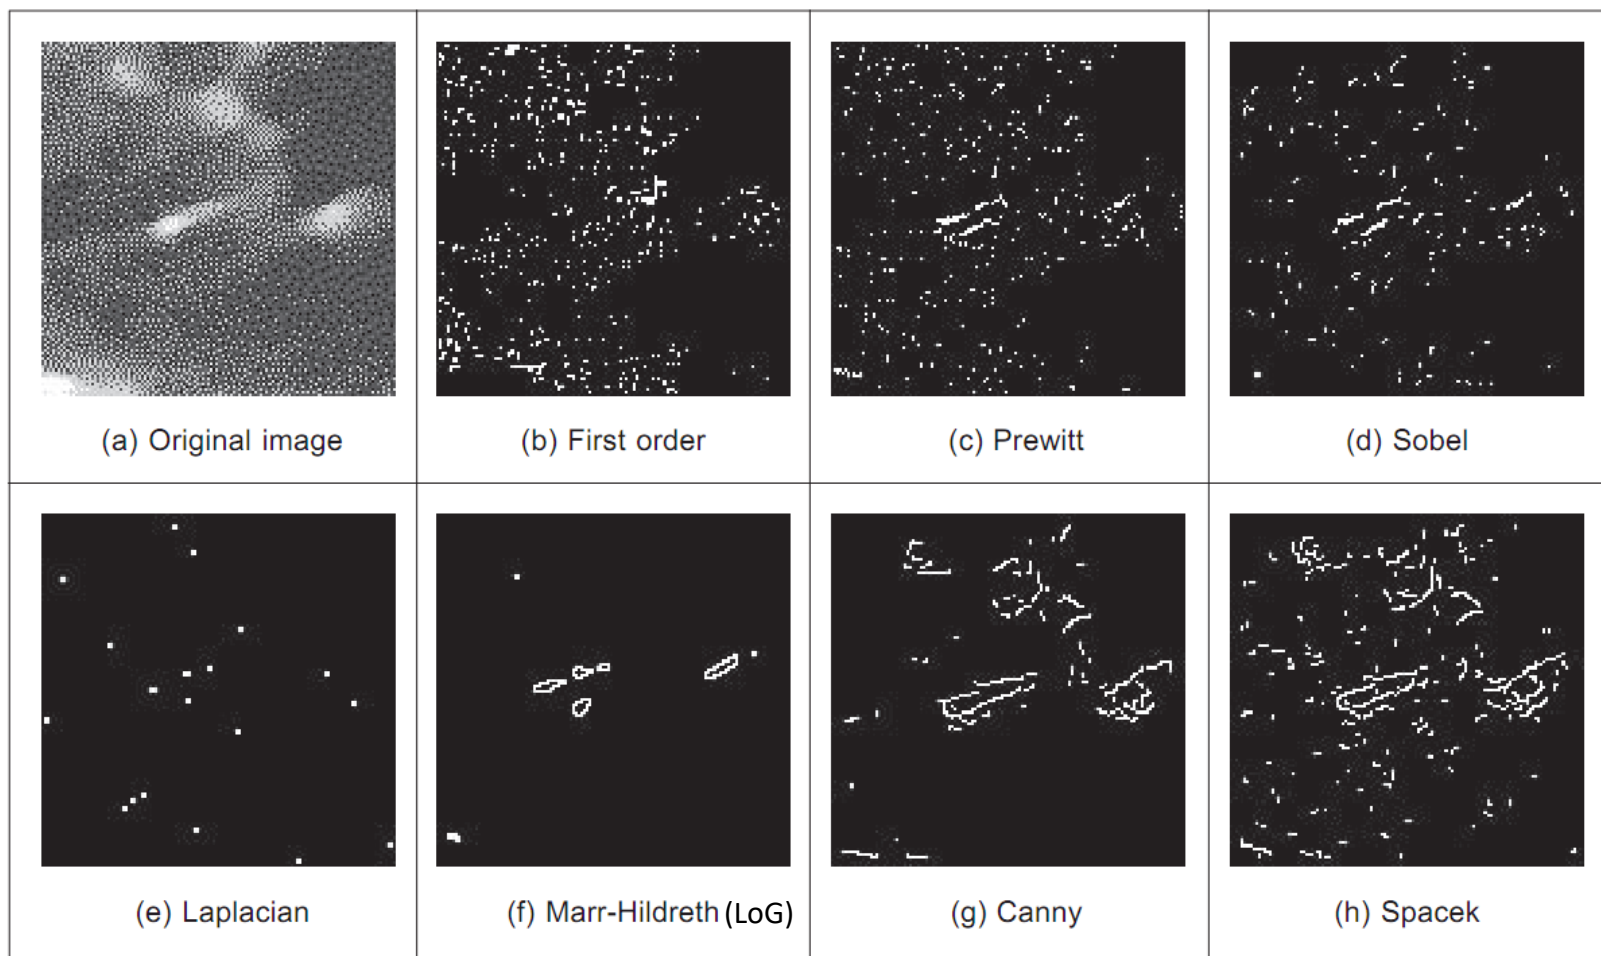 (a) Original image
(b) First order
(c) Prewitt
(d) Sobel
(e) Laplacian
(f) Marr-Hildreth (LoG)
(g) Canny
(h) Spacek